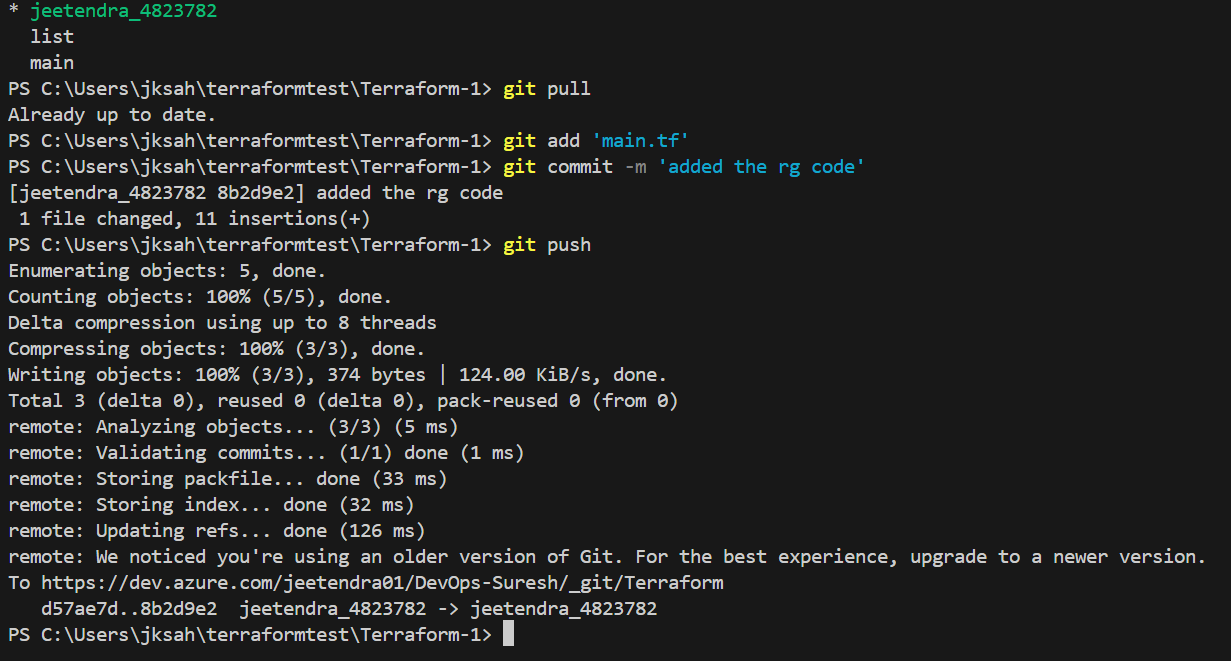 * jeetendra_4823782
  list
  main
PS C:\Users\jksah\terraformtest\Terraform-1> git pull
Already up to date.
PS C:\Users\jksah\terraformtest\Terraform-1> git add 'main.tf'
PS C:\Users\jksah\terraformtest\Terraform-1> git commit -m 'added the rg code'
[jeetendra_4823782 8b2d9e2] added the rg code
 1 file changed, 11 insertions(+)
PS C:\Users\jksah\terraformtest\Terraform-1> git push
Enumerating objects: 5, done.
Counting objects: 100% (5/5), done.
Delta compression using up to 8 threads
Compressing objects: 100% (3/3), done.
Writing objects: 100% (3/3), 374 bytes | 124.00 KiB/s, done.
Total 3 (delta 0), reused 0 (delta 0), pack-reused 0 (from 0)
remote: Analyzing objects... (3/3) (5 ms)
remote: Validating commits... (1/1) done (1 ms)
remote: Storing packfile... done (33 ms)
remote: Storing index... done (32 ms)
remote: Updating refs... done (126 ms)
remote: We noticed you're using an older version of Git. For the best experience, upgrade to a newer version.
To https://dev.azure.com/jeetendra01/DevOps-Suresh/_git/Terraform
   d57ae7d..8b2d9e2  jeetendra_4823782 -> jeetendra_4823782
PS C:\Users\jksah\terraformtest\Terraform-1>